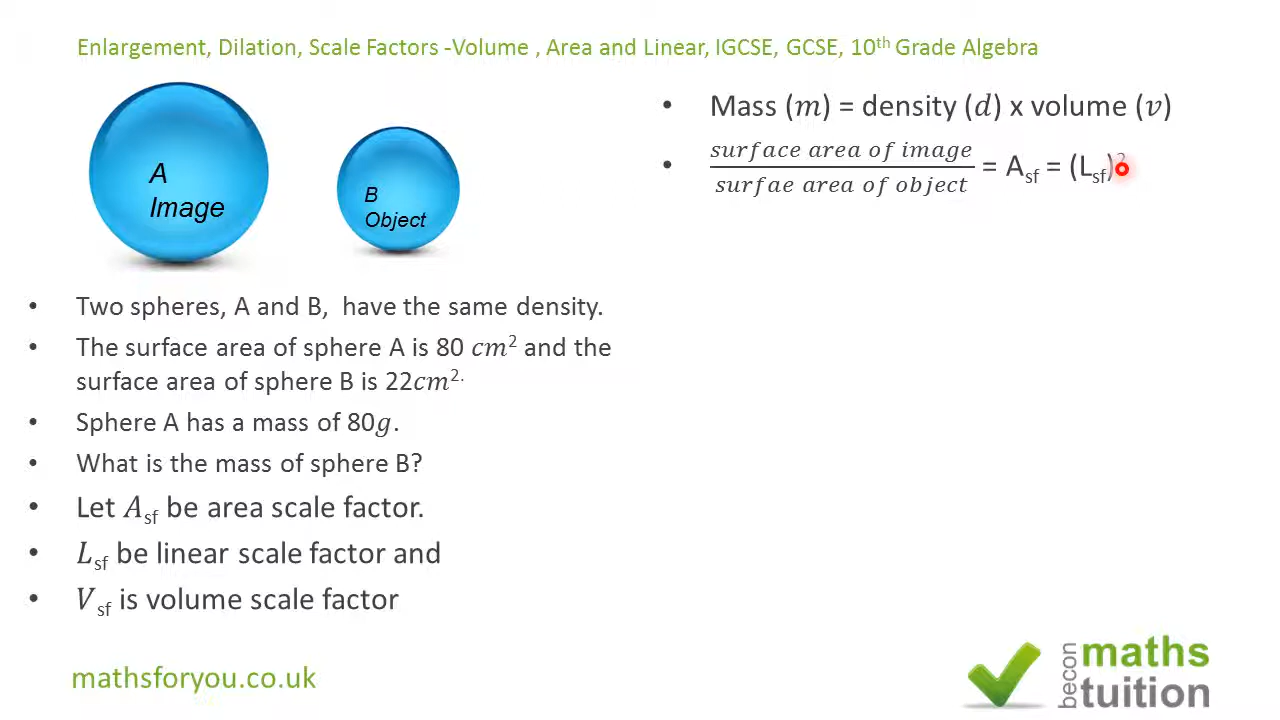 Enlargement, Dilation, Scale Factors -Volume , Area and Linear, IGCSE, GCSE, 10th Grade Algebra
A
Image
B
Object
• Two spheres, A and B, have the same density.
• The surface area of sphere A is 80 cm² and the
surface area of sphere B is 22cm².
• Sphere A has a mass of 80g.
• What is the mass of sphere B?
• Let Asf be area scale factor.
• Lsf be linear scale factor and
• Vsf is volume scale factor
• Mass (m) = density (d) x volume (v)
• surface area of image / surfae area of object = Asf = (Lsf)²
mathsforyou.co.uk
becon
maths
tuition